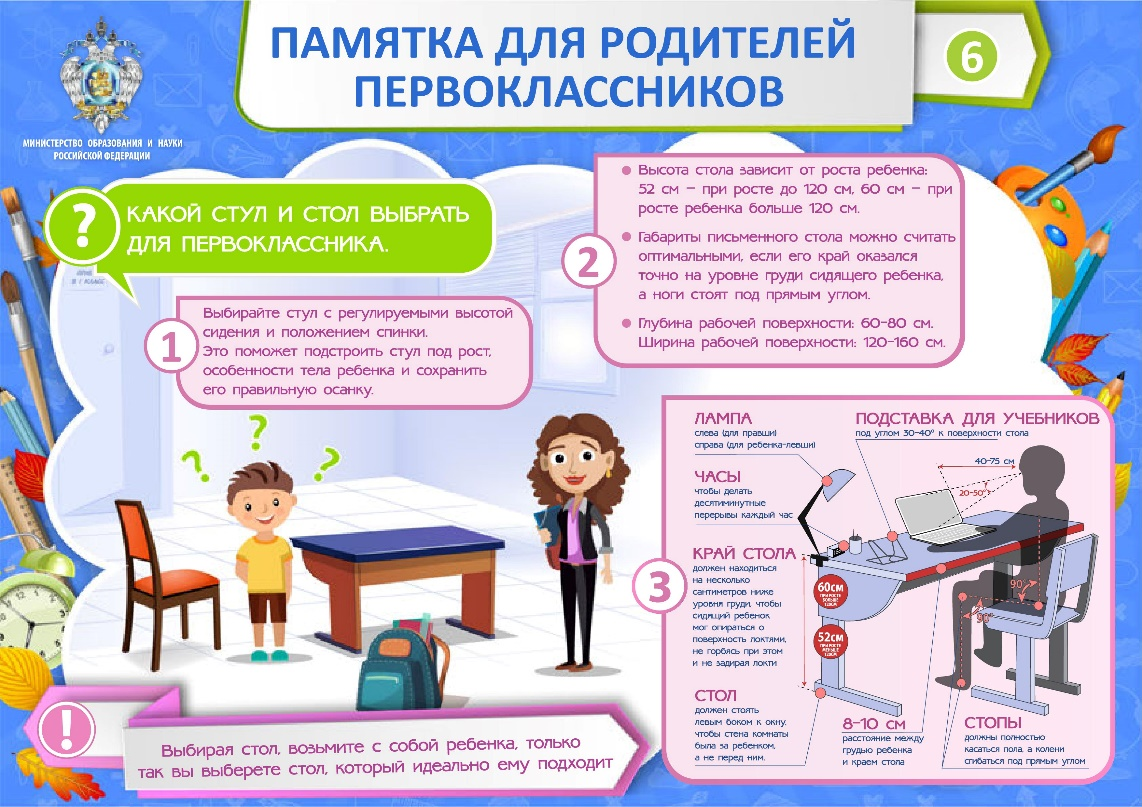 ПАМЯТКА ДЛЯ РОДИТЕЛЕЙ
ПЕРВОКЛАССНИКОВ
6
МИНИСТЕРСТВО ОБРАЗОВАНИЯ И НАУКИ
РОССИЙСКОЙ ФЕДЕРАЦИИ
?
КАКОЙ СТУЛ И СТОЛ ВЫБРАТЬ
ДЛЯ ПЕРВОКЛАССНИКА.
В 1 КЛАСС
1
Выбирайте стул с регулируемыми высотой
сидения и положением спинки.
Это поможет подстроить стул под рост,
особенности тела ребенка и сохранить
его правильную осанку.
2
Высота стола зависит от роста ребенка:
52 см – при росте до 120 см, 60 см – при
росте ребенка больше 120 см.
Габариты письменного стола можно считать
оптимальными, если его край оказался
точно на уровне груди сидящего ребенка,
а ноги стоят под прямым углом.
Глубина рабочей поверхности: 60-80 см.
Ширина рабочей поверхности: 120-160 см.
? ? ?
3
ЛАМПА
слева (для правши)
справа (для ребенка-левши)
ЧАСЫ
чтобы делать
десятиминутные
перерывы каждый час
КРАЙ СТОЛА
должен находиться
на несколько
сантиметров ниже
уровня груди, чтобы
сидящий ребенок
мог опираться о
поверхность локтями,
не горбясь при этом
и не задирая локти
СТОЛ
должен стоять
левым боком к окну,
чтобы стена комнаты
была за ребенком,
а не перед ним.
ПОДСТАВКА ДЛЯ УЧЕБНИКОВ
под углом 30-40° к поверхности стола
40-75 см
20-50°
60см
ПРИ РОСТЕ
БОЛЬШЕ
120СМ
52см
ПРИ РОСТЕ
МЕНЬШЕ
120СМ
90°
90°
8-10 см
расстояние между
грудью ребенка
и краем стола
СТОПЫ
должны полностью
касаться пола, а колени
сгибаться под прямым углом
!
Выбирая стол, возьмите с собой ребенка, только
так вы выберете стол, который идеально ему подходит